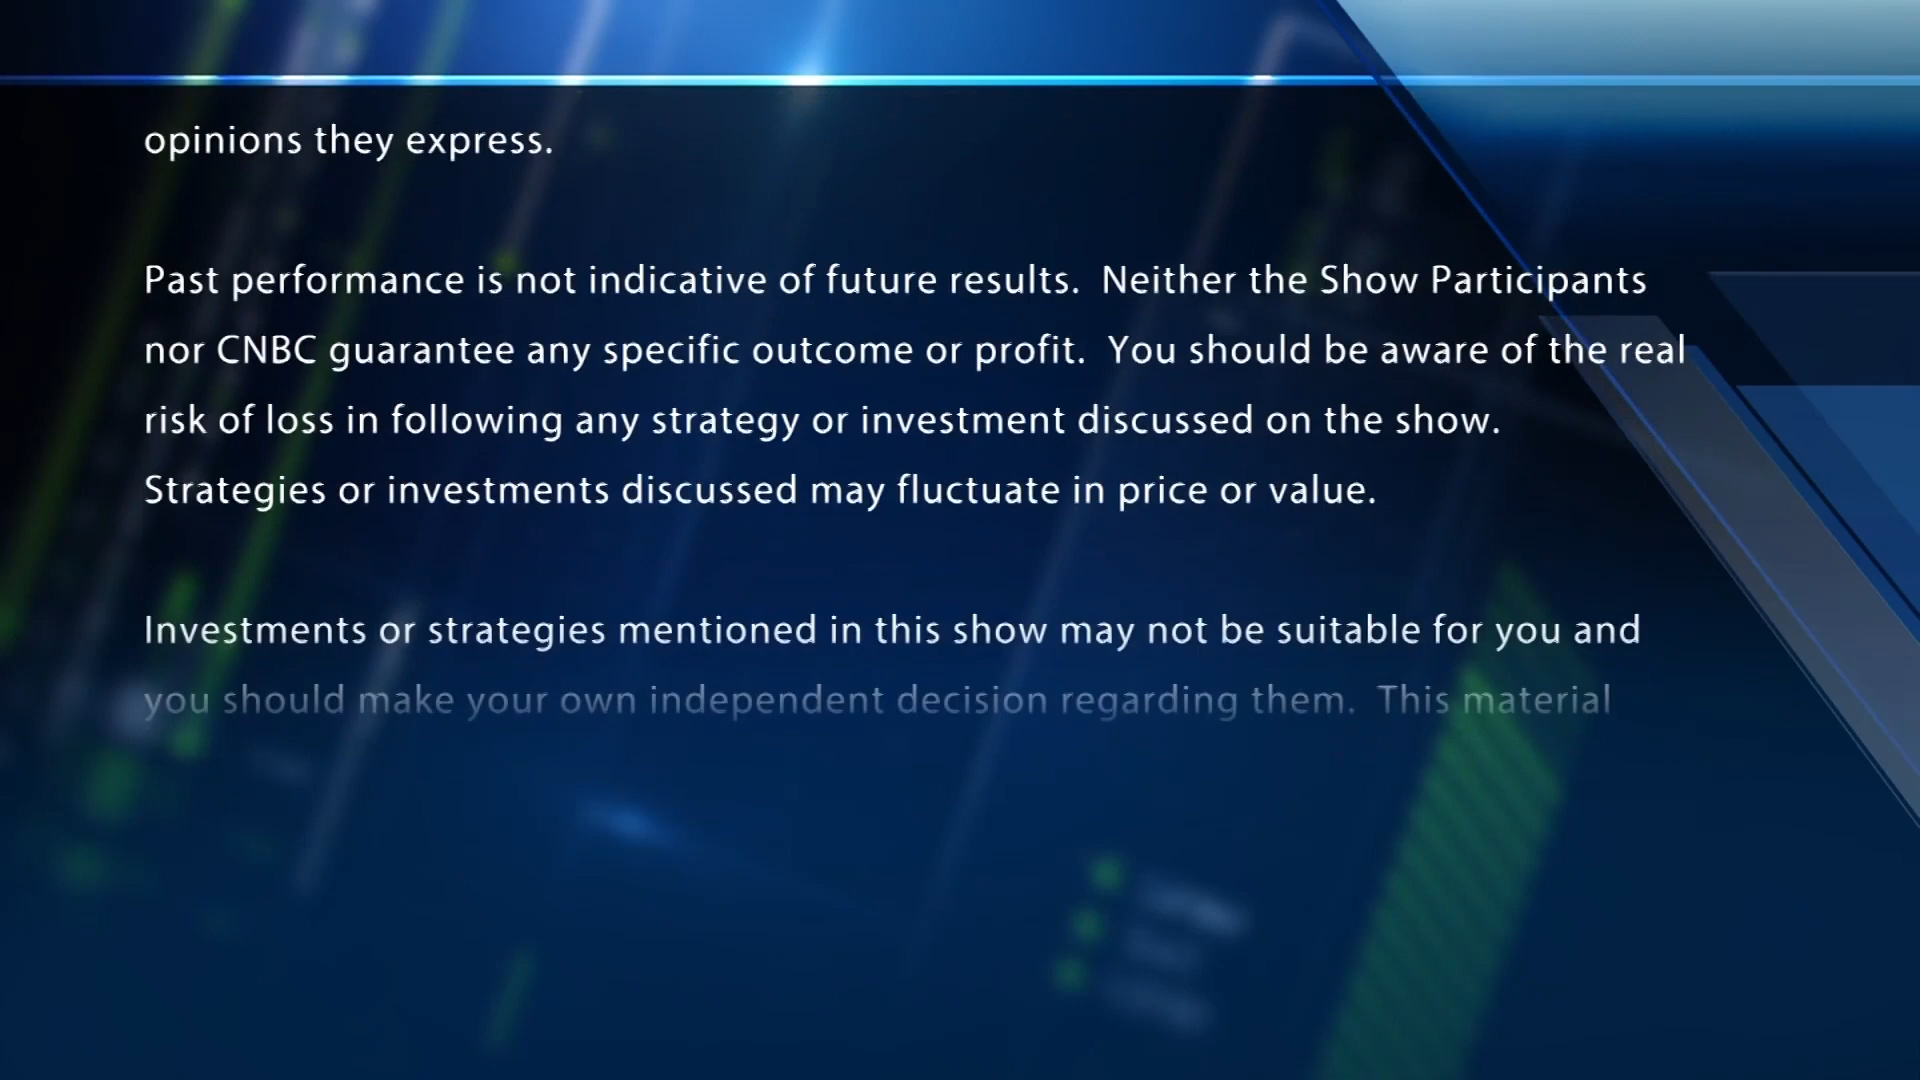 opinions they express.
Past performance is not indicative of future results.  Neither the Show Participants
nor CNBC guarantee any specific outcome or profit.  You should be aware of the real
risk of loss in following any strategy or investment discussed on the show.
Strategies or investments discussed may fluctuate in price or value.
Investments or strategies mentioned in this show may not be suitable for you and
you should make your own independent decision regarding them.  This material